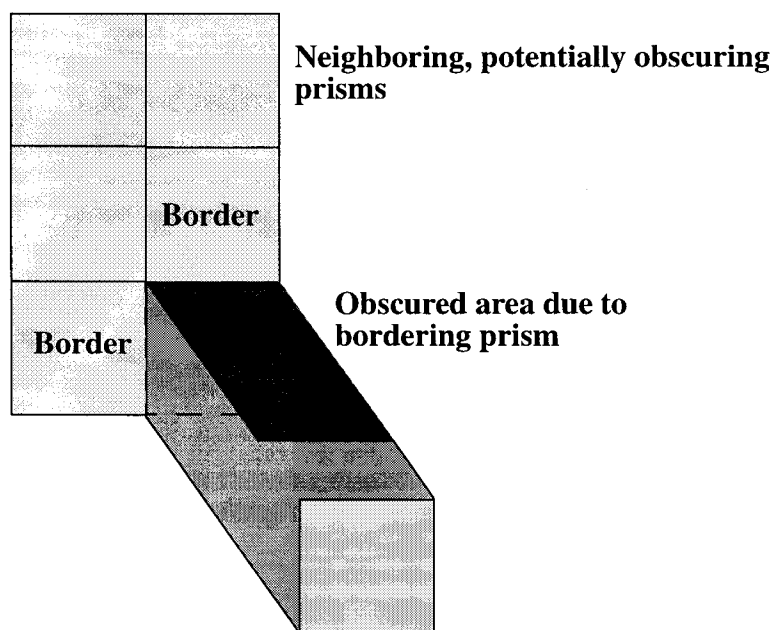 Neighboring, potentially obscuring
prisms
Border
Obscured area due to
bordering prism
Border